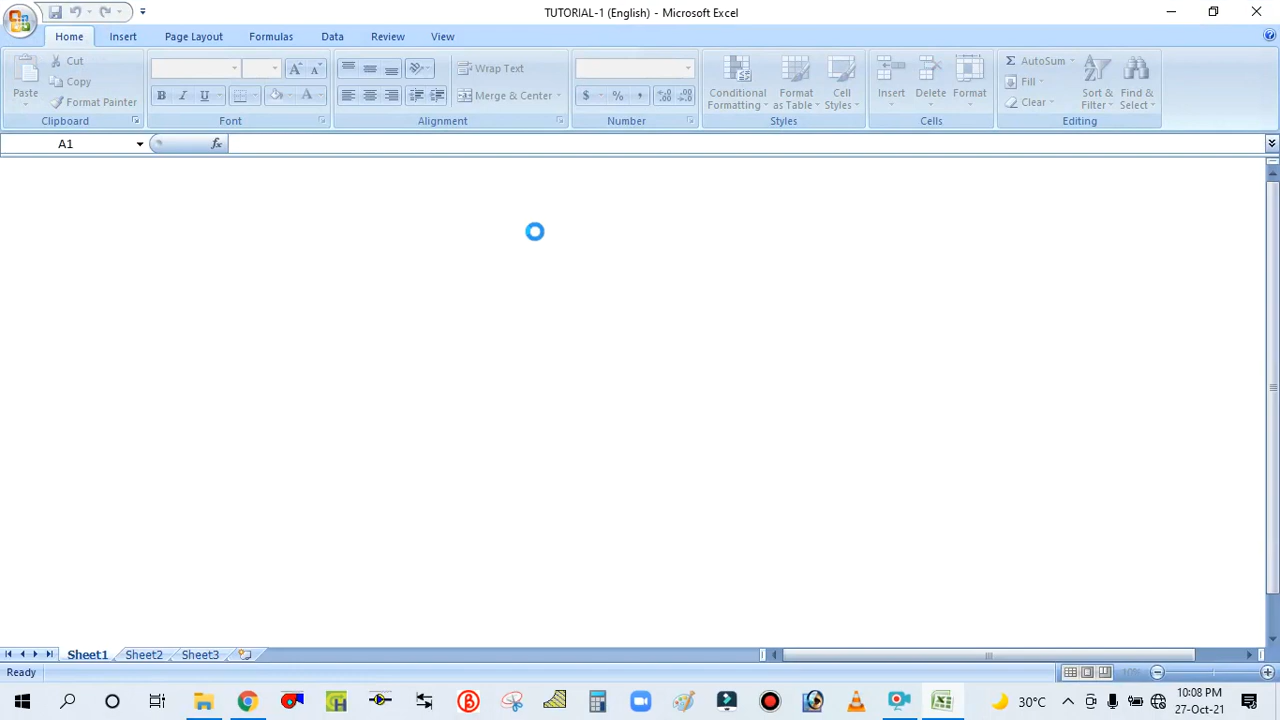 TUTORIAL-1 (English) - Microsoft Excel
Home Insert Page Layout Formulas Data Review View
Paste Cut Copy Format Painter
Wrap Text Merge & Center
$ % ,
Conditional Formatting Format as Table Cell Styles
Insert Delete Format
Σ AutoSum Fill Clear Sort & Filter Find & Select
B I U A
Clipboard Font Alignment Number Styles Cells Editing
A1 fx
Sheet1 Sheet2 Sheet3
Ready 10%
30°C 10:08 PM
27-Oct-21